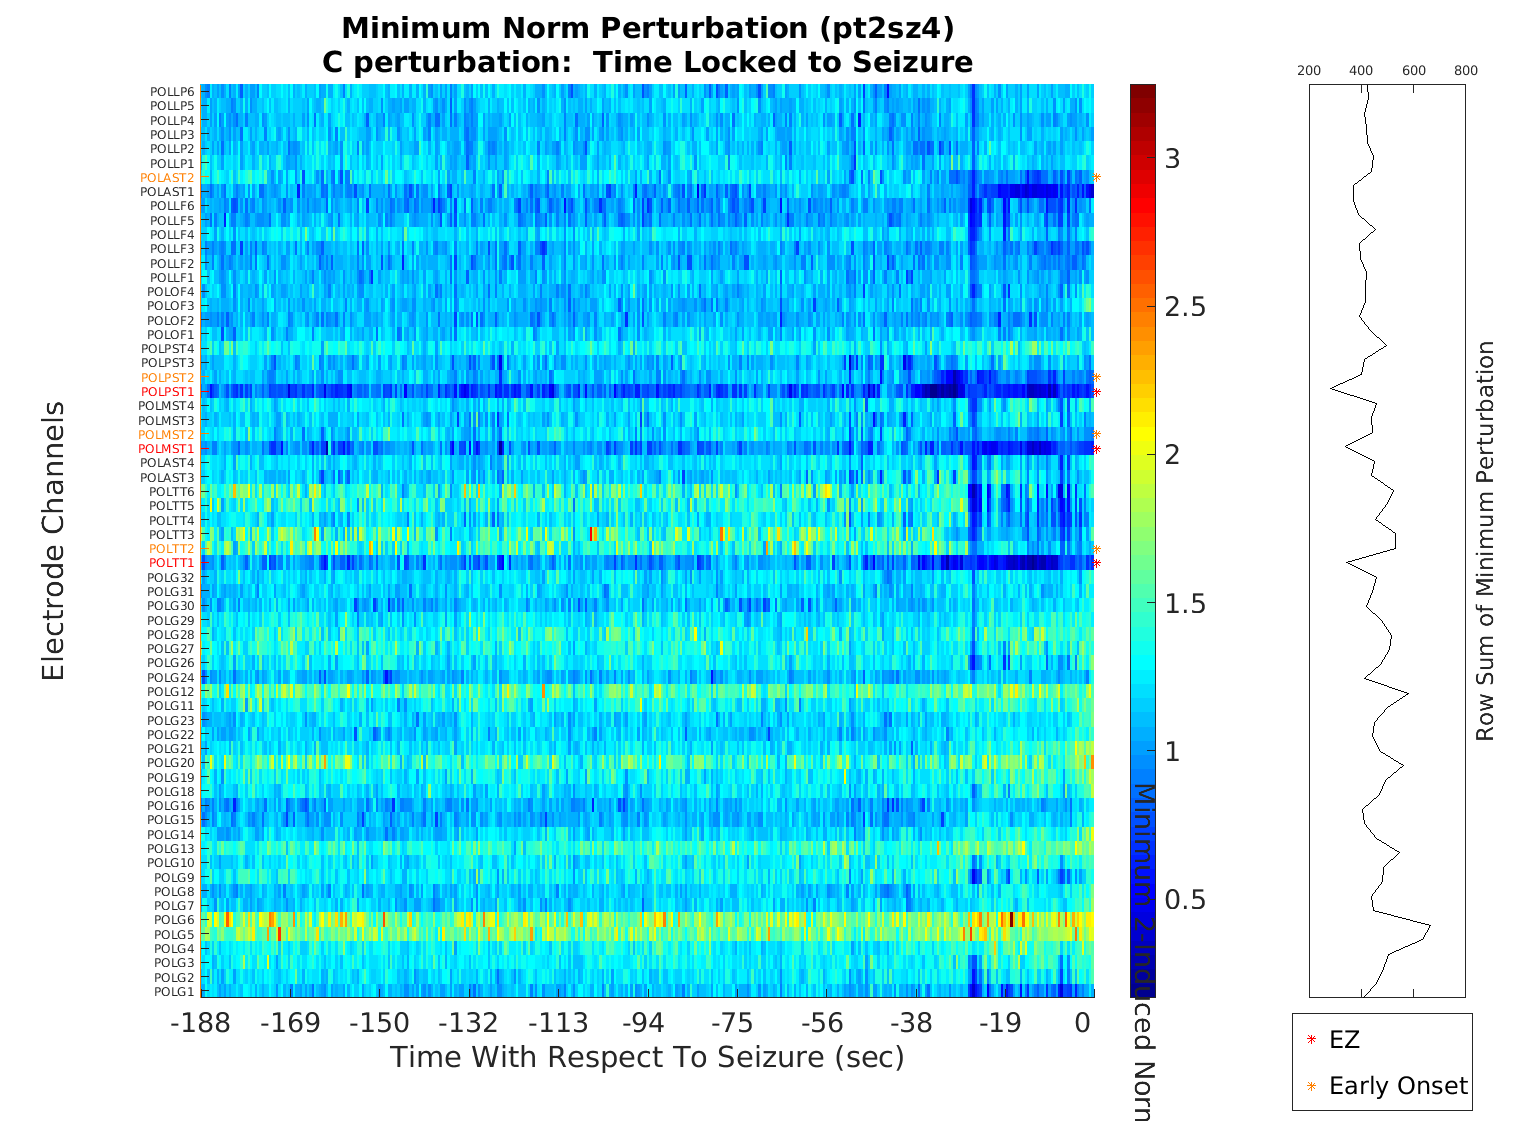 Minimum Norm Perturbation (pt2sz4)
C perturbation:  Time Locked to Seizure
Electrode Channels
POLLP6
POLLP5
POLLP4
POLLP3
POLLP2
POLLP1
POLAST2
POLAST1
POLLF6
POLLF5
POLLF4
POLLF3
POLLF2
POLLF1
POLOF4
POLOF3
POLOF2
POLOF1
POLPST4
POLPST3
POLPST2
POLPST1
POLMST4
POLMST3
POLMST2
POLMST1
POLAST4
POLAST3
POLTT6
POLTT5
POLTT4
POLTT3
POLTT2
POLTT1
POLG32
POLG31
POLG30
POLG29
POLG28
POLG27
POLG26
POLG24
POLG12
POLG11
POLG23
POLG22
POLG21
POLG20
POLG19
POLG18
POLG16
POLG15
POLG14
POLG13
POLG10
POLG9
POLG8
POLG7
POLG6
POLG5
POLG4
POLG3
POLG2
POLG1
-188 -169 -150 -132 -113 -94 -75 -56 -38 -19 0
Time With Respect To Seizure (sec)
3
2.5
2
1.5
1
0.5
Minimum 2-Induced Norm
200 400 600 800
Row Sum of Minimum Perturbation
EZ
Early Onset